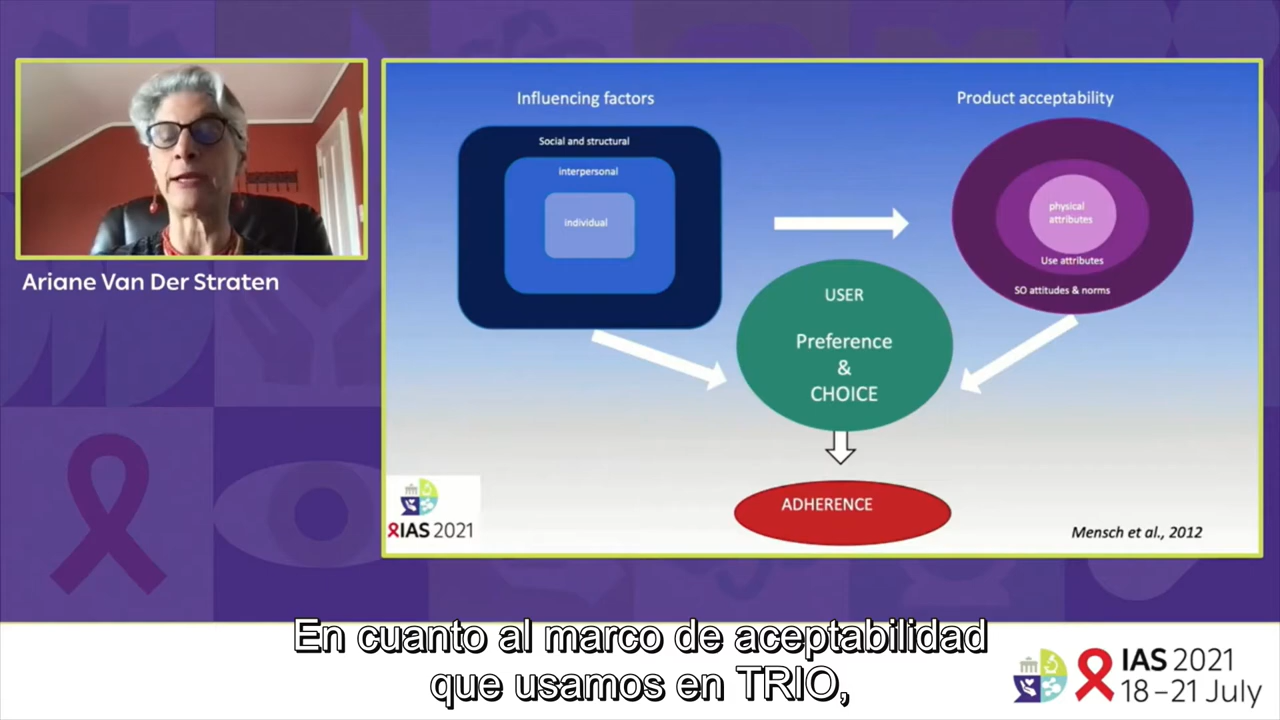 Influencing factors
Product acceptability
Social and structural
interpersonal
individual
physical
attributes
Use attributes
SO attitudes & norms
USER
Preference
&
CHOICE
ADHERENCE
Mensch et al., 2012
IAS 2021
Ariane Van Der Straten
En cuanto al marco de aceptabilidad
que usamos en TRIO,
IAS 2021
18 – 21 July